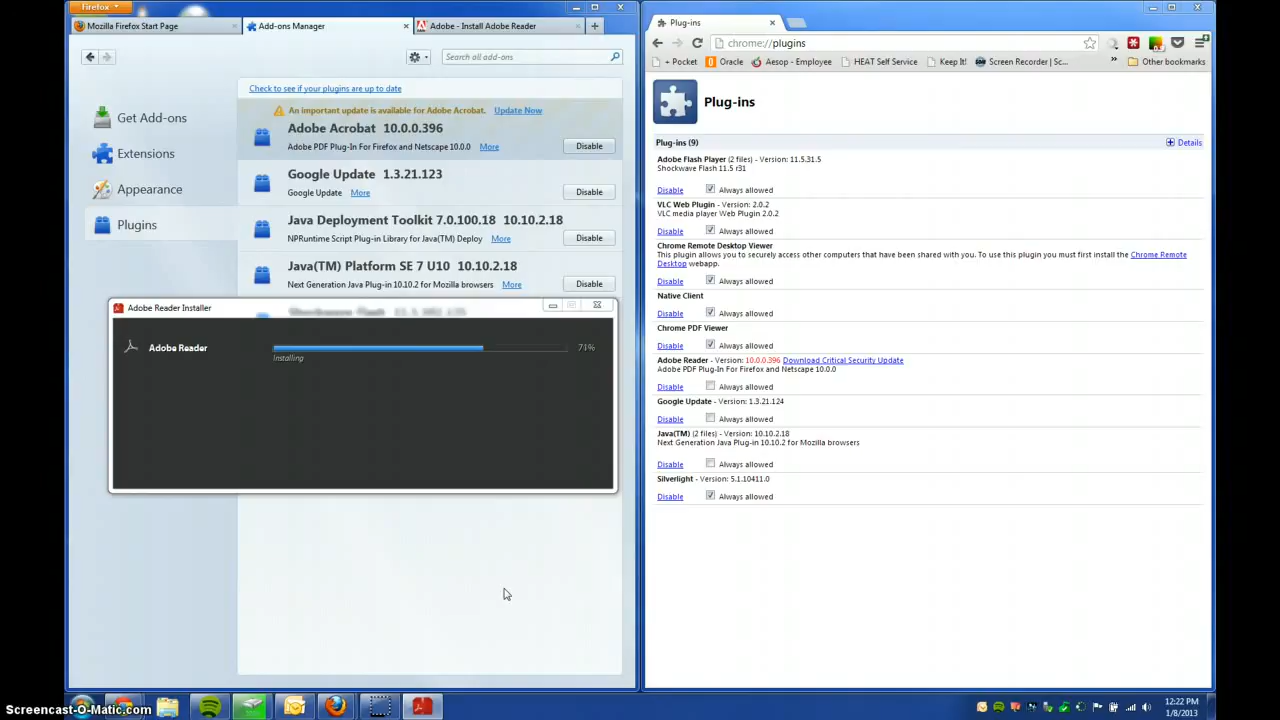 Firefox
Mozilla Firefox Start Page
Add-ons Manager
Adobe - Install Adobe Reader
Search all add-ons
Get Add-ons
Extensions
Appearance
Plugins
Check to see if your plugins are up to date
An important update is available for Adobe Acrobat. Update Now
Adobe Acrobat 10.0.0.396
Adobe PDF Plug-In For Firefox and Netscape 10.0.0 More
Disable
Google Update 1.3.21.123
Google Update More
Disable
Java Deployment Toolkit 7.0.100.18 10.10.2.18
NPRuntime Script Plug-in Library for Java(TM) Deploy More
Disable
Java(TM) Platform SE 7 U10 10.10.2.18
Next Generation Java Plug-in 10.10.2 for Mozilla browsers More
Disable
Adobe Reader Installer
Adobe Reader
71%
Installing
Plug-ins
chrome://plugins
+ Pocket
Oracle
Aesop - Employee
HEAT Self Service
Keep It!
Screen Recorder | Sc...
»
Other bookmarks
Plug-ins
Plug-ins (9)
Details
Adobe Flash Player (2 files) - Version: 11.5.31.5
Shockwave Flash 11.5 r31
Disable Always allowed
VLC Web Plugin - Version: 2.0.2
VLC media player Web Plugin 2.0.2
Disable Always allowed
Chrome Remote Desktop Viewer
This plugin allows you to securely access other computers that have been shared with you. To use this plugin you must first install the Chrome Remote
Desktop webapp.
Disable Always allowed
Native Client
Disable Always allowed
Chrome PDF Viewer
Disable Always allowed
Adobe Reader - Version: 10.0.0.396 Download Critical Security Update
Adobe PDF Plug-In For Firefox and Netscape 10.0.0
Disable Always allowed
Google Update - Version: 1.3.21.124
Disable Always allowed
Java(TM) (2 files) - Version: 10.10.2.18
Next Generation Java Plug-in 10.10.2 for Mozilla browsers
Disable Always allowed
Silverlight - Version: 5.1.10411.0
Disable Always allowed
Screencast-O-Matic.com
12:22 PM
1/8/2013